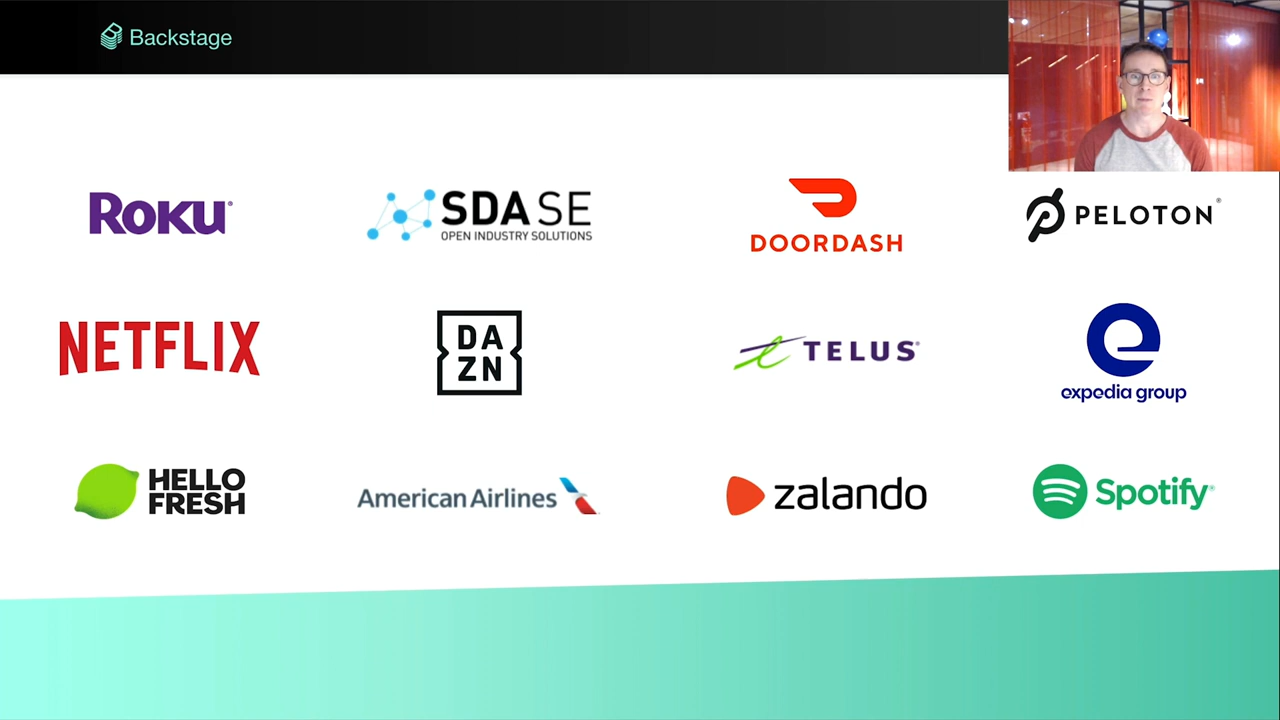 Backstage
ROKU
SDA SE
OPEN INDUSTRY SOLUTIONS
DOORDASH
PELOTON
NETFLIX
DA
ZN
TELUS
expedia group
HELLO
FRESH
American Airlines
zalando
Spotify